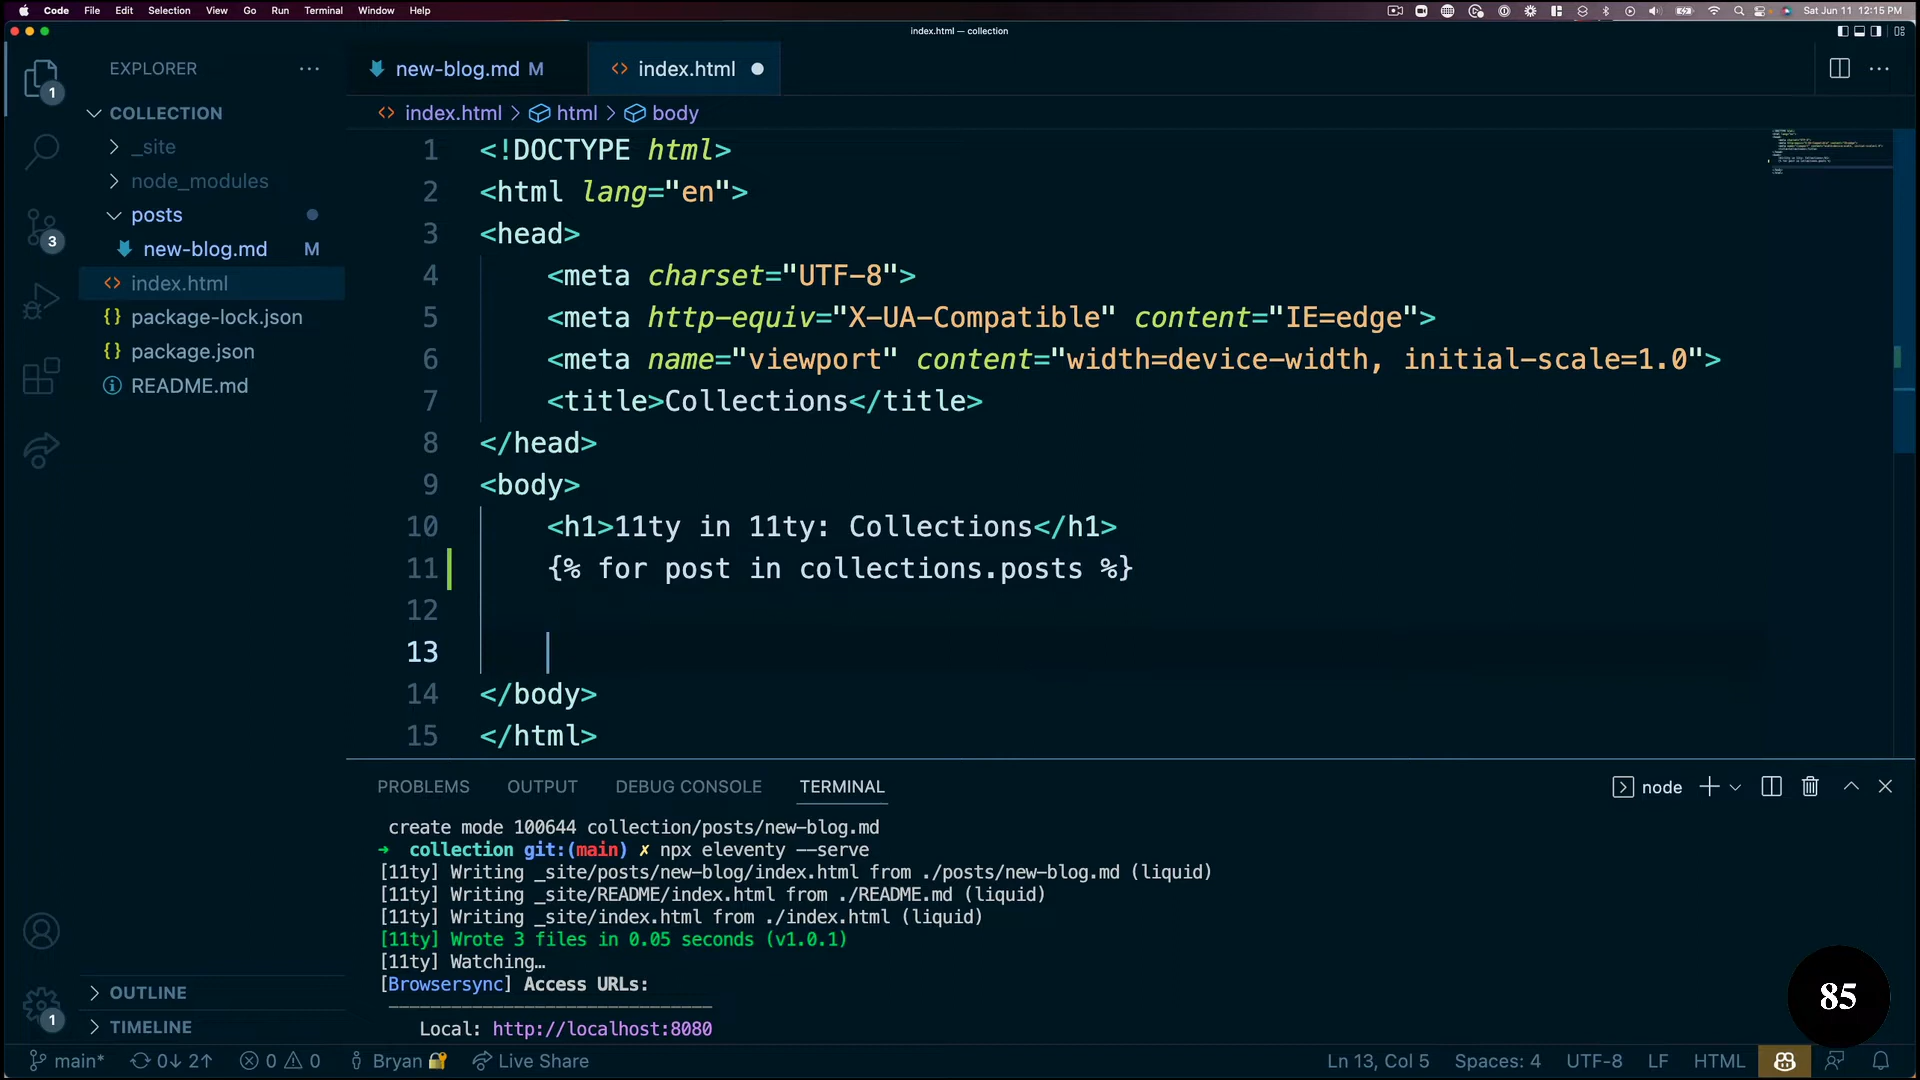 Code File Edit Selection View Go Run Terminal Window Help
Sat Jun 11 12:15 PM
index.html — collection
EXPLORER
new-blog.md M
index.html
index.html > html > body
COLLECTION
_site
node_modules
posts
new-blog.md M
index.html
package-lock.json
package.json
README.md
1
3
1 <!DOCTYPE html>
2 <html lang="en">
3 <head>
4 <meta charset="UTF-8">
5 <meta http-equiv="X-UA-Compatible" content="IE=edge">
6 <meta name="viewport" content="width=device-width, initial-scale=1.0">
7 <title>Collections</title>
8 </head>
9 <body>
10 <h1>11ty in 11ty: Collections</h1>
11 {% for post in collections.posts %}
12
13
14 </body>
15 </html>
PROBLEMS OUTPUT DEBUG CONSOLE TERMINAL
node
create mode 100644 collection/posts/new-blog.md
➜ collection git:(main) ✗ npx eleventy --serve
[11ty] Writing _site/posts/new-blog/index.html from ./posts/new-blog.md (liquid)
[11ty] Writing _site/README/index.html from ./README.md (liquid)
[11ty] Writing _site/index.html from ./index.html (liquid)
[11ty] Wrote 3 files in 0.05 seconds (v1.0.1)
[11ty] Watching…
[Browsersync] Access URLs:
Local: http://localhost:8080
85
OUTLINE
TIMELINE
1
main* 0↓ 2↑ 0 0 Bryan Live Share
Ln 13, Col 5 Spaces: 4 UTF-8 LF HTML